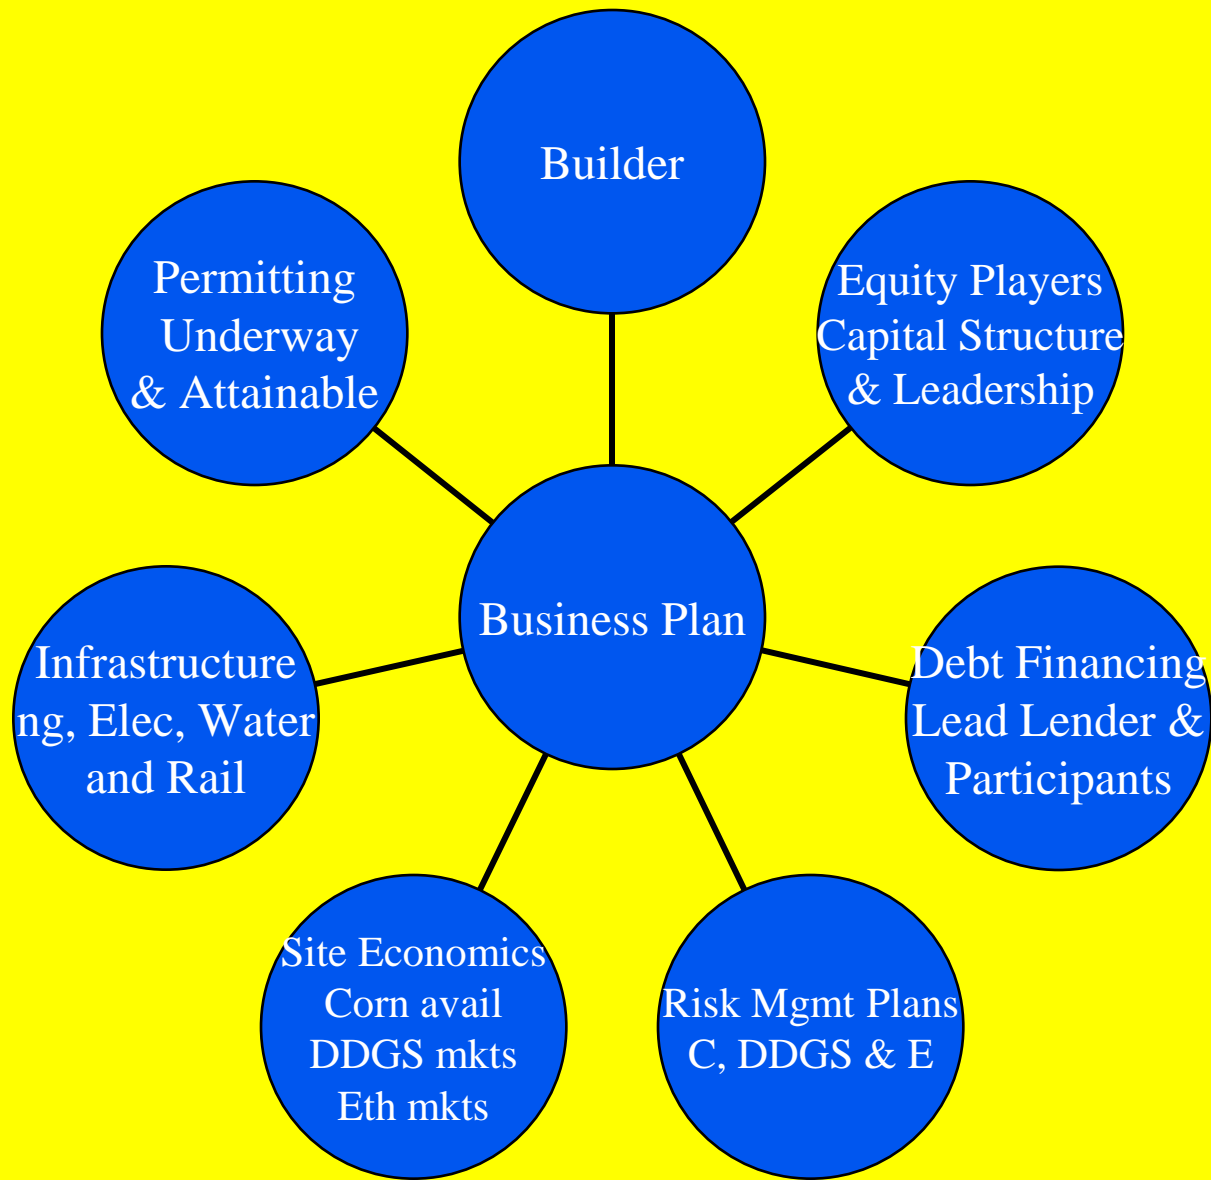 Builder
Permitting
Underway
& Attainable
Equity Players
Capital Structure
& Leadership
Business Plan
Infrastructure
ng, Elec, Water
and Rail
Debt Financing
Lead Lender &
Participants
Site Economics
Corn avail
DDGS mkts
Eth mkts
Risk Mgmt Plans
C, DDGS & E